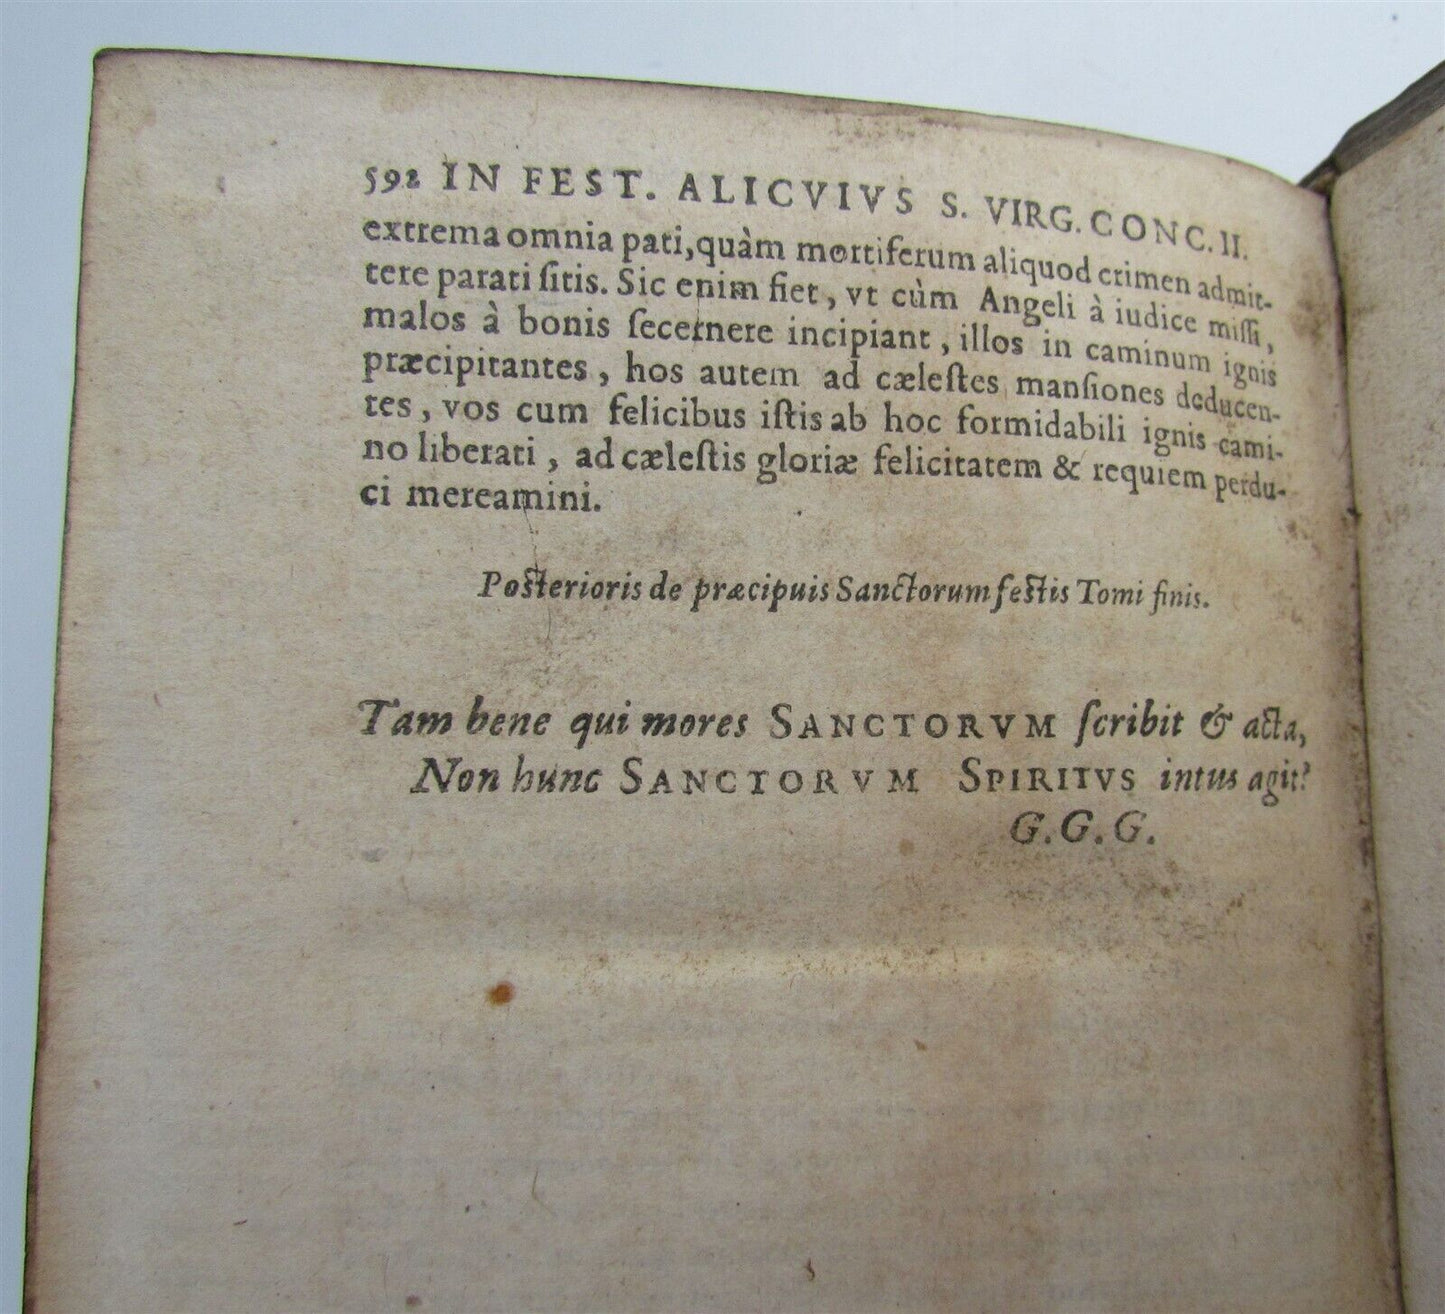 592 IN FEST. ALICVIVS S. VIRG. CONC. II.
extrema omnia pati, quàm mortiferum aliquod crimen admit-
tere parati ſitis. Sic enim fiet, vt cùm Angeli à iudice miſſi,
malos à bonis ſecernere incipiant, illos in caminum ignis
præcipitantes, hos autem ad cæleſtes manſiones deducen-
tes, vos cum felicibus iſtis ab hoc formidabili ignis cami-
no liberati, ad cæleſtis gloriæ felicitatem & requiem perdu-
ci mereamini.
Poſterioris de præcipuis Sanctorum feſtis Tomi finis.
Tam bene qui mores SANCTORVM ſcribit & acta,
Non hunc SANCTORVM SPIRITVS intus agit?
G. G. G.